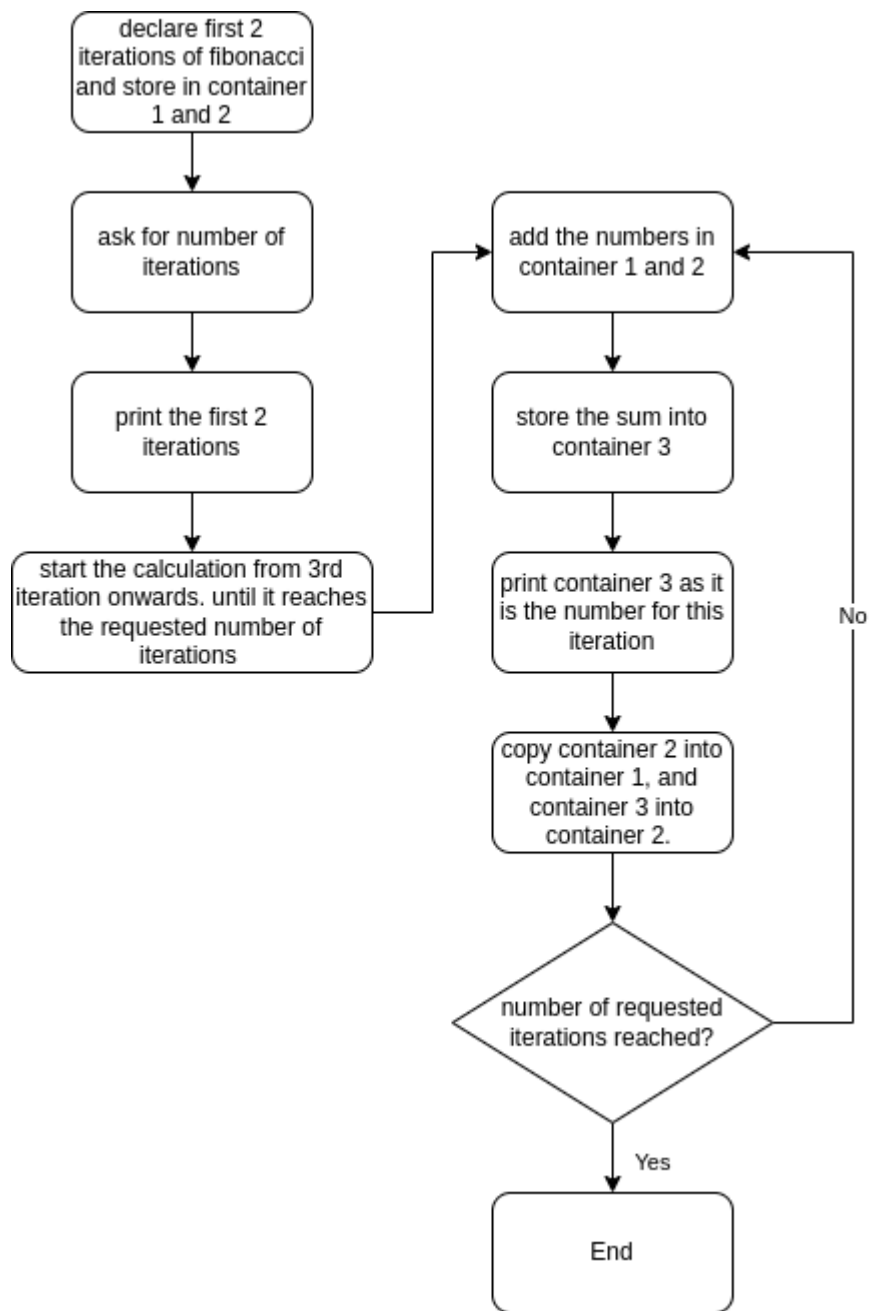 declare first 2
iterations of fibonacci
and store in container
1 and 2
ask for number of
iterations
print the first 2
iterations
start the calculation from 3rd
iteration onwards. until it reaches
the requested number of
iterations
add the numbers in
container 1 and 2
store the sum into
container 3
print container 3 as it
is the number for this
iteration
copy container 2 into
container 1, and
container 3 into
container 2.
number of requested
iterations reached?
No
Yes
End